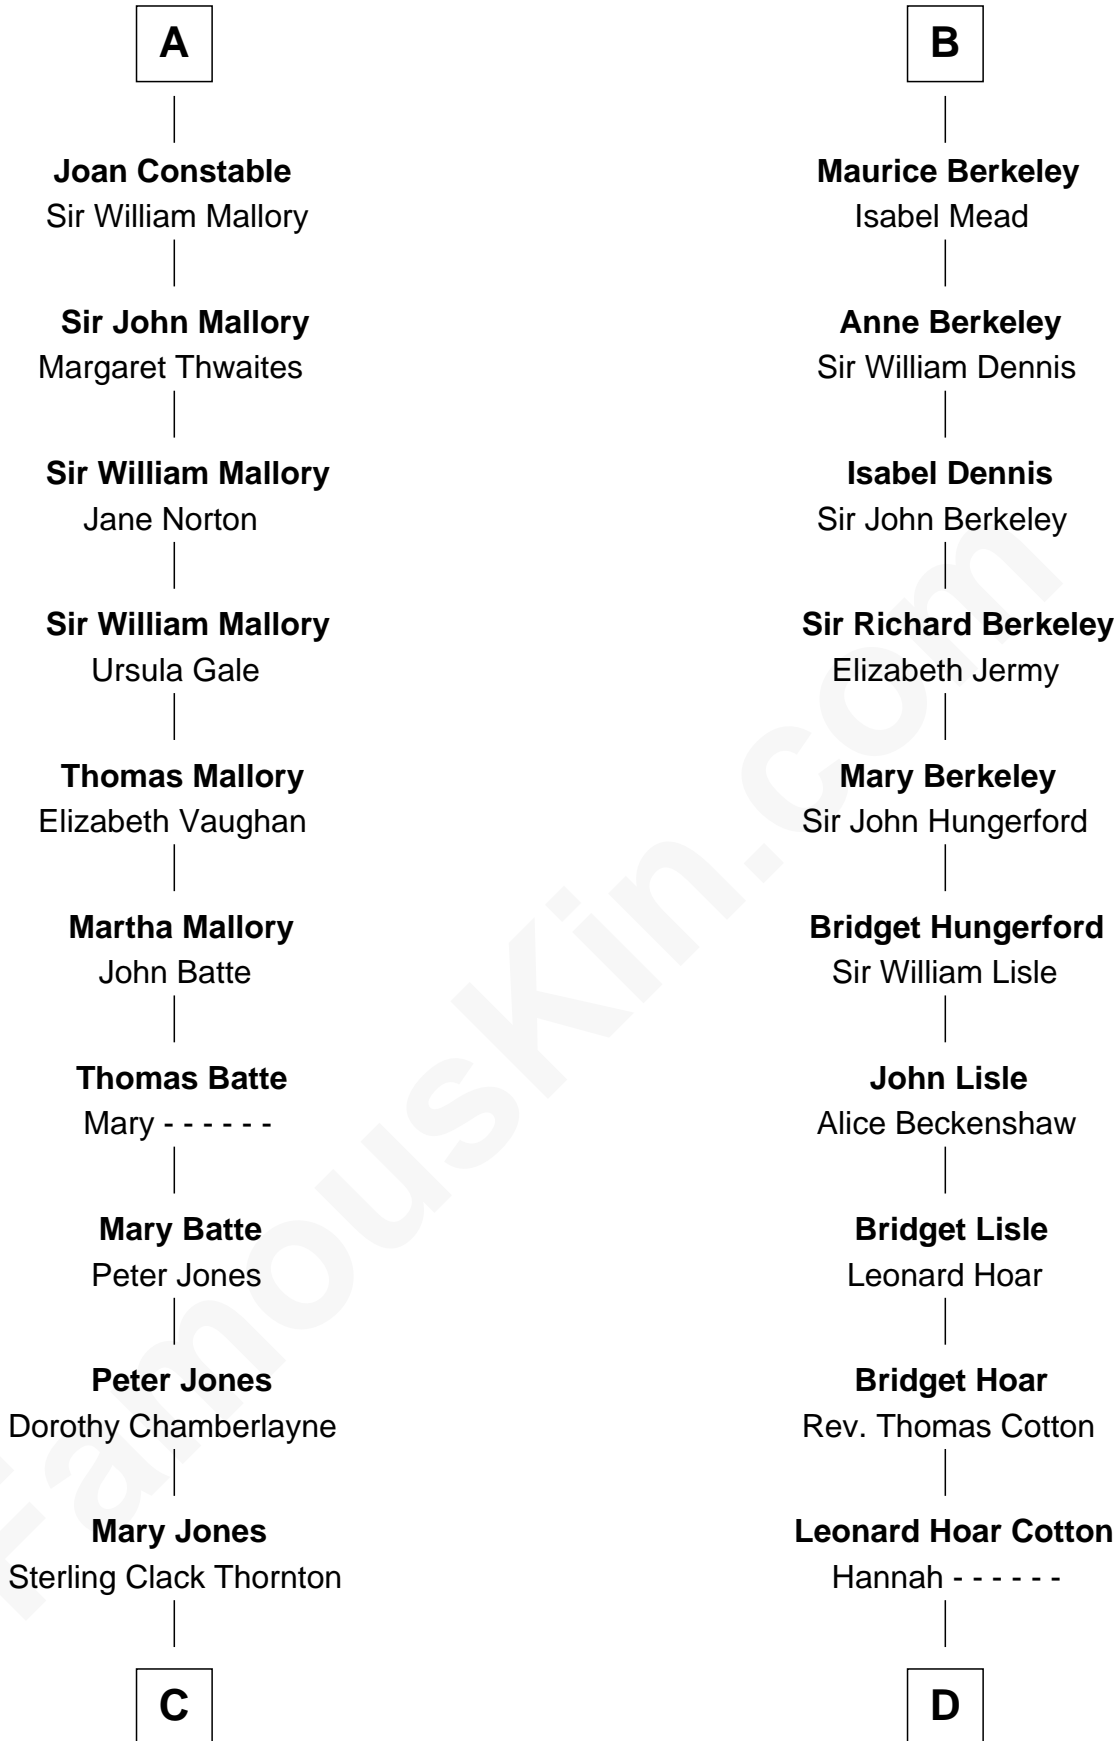 A
Joan Constable
Sir William Mallory
Sir John Mallory
Margaret Thwaites
Sir William Mallory
Jane Norton
Sir William Mallory
Ursula Gale
Thomas Mallory
Elizabeth Vaughan
Martha Mallory
John Batte
Thomas Batte
Mary - - - - - -
Mary Batte
Peter Jones
Peter Jones
Dorothy Chamberlayne
Mary Jones
Sterling Clack Thornton
C
B
Maurice Berkeley
Isabel Mead
Anne Berkeley
Sir William Dennis
Isabel Dennis
Sir John Berkeley
Sir Richard Berkeley
Elizabeth Jermy
Mary Berkeley
Sir John Hungerford
Bridget Hungerford
Sir William Lisle
John Lisle
Alice Beckenshaw
Bridget Lisle
Leonard Hoar
Bridget Hoar
Rev. Thomas Cotton
Leonard Hoar Cotton
Hannah - - - - - -
D
FamousKin.com